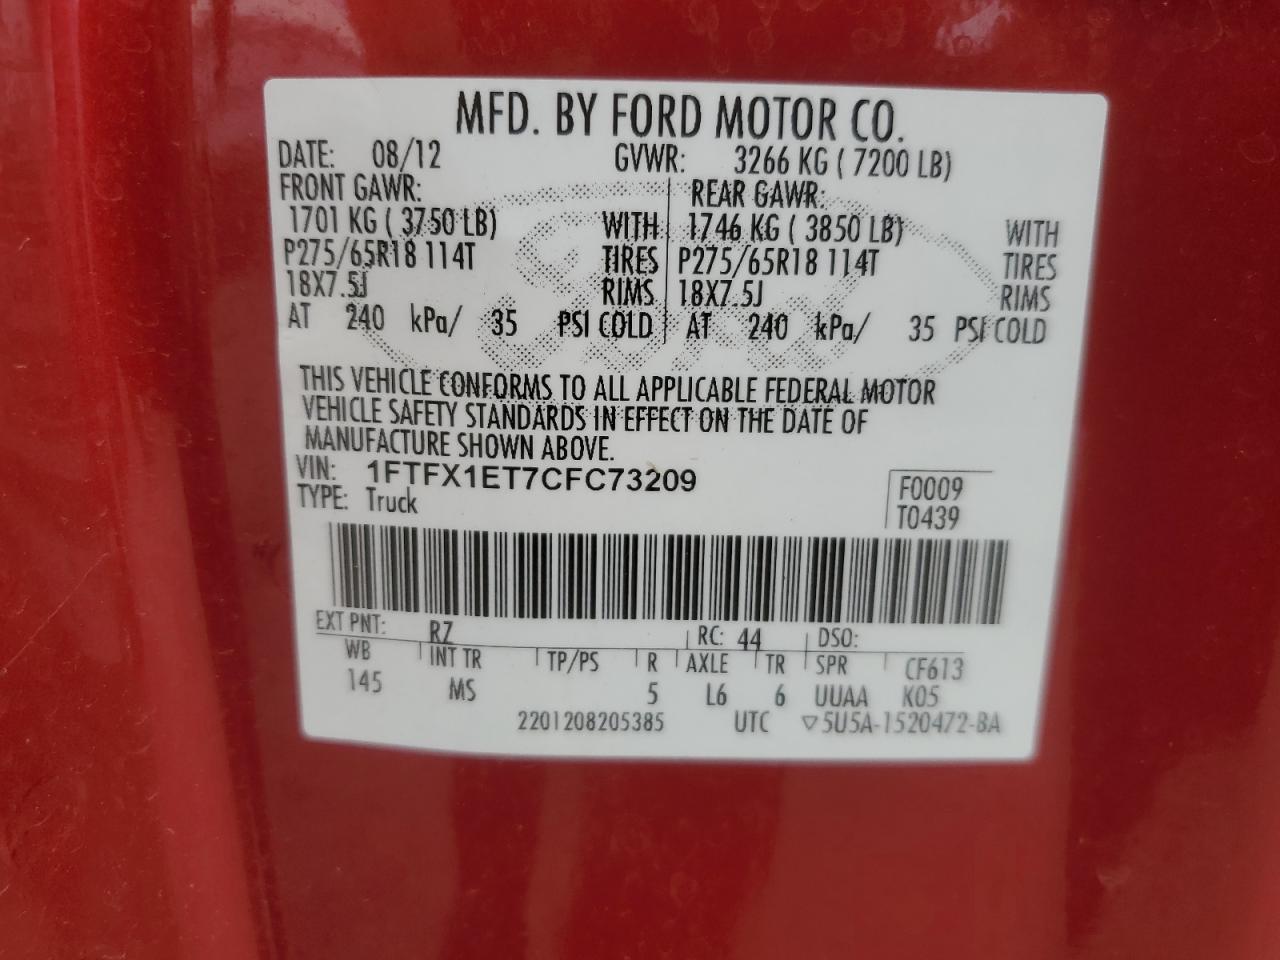 MFD. BY FORD MOTOR CO.
DATE: 08/12 GVWR: 3266 KG ( 7200 LB)
FRONT GAWR: REAR GAWR:
1701 KG ( 3750 LB) WITH 1746 KG ( 3850 LB) WITH
P275/65R18 114T TIRES P275/65R18 114T TIRES
18X7.5J RIMS 18X7.5J RIMS
AT 240 kPa/ 35 PSI COLD AT 240 kPa/ 35 PSI COLD
THIS VEHICLE CONFORMS TO ALL APPLICABLE FEDERAL MOTOR
VEHICLE SAFETY STANDARDS IN EFFECT ON THE DATE OF
MANUFACTURE SHOWN ABOVE.
VIN: 1FTFX1ET7CFC73209 F0009
TYPE: Truck T0439
EXT PNT: RZ RC: 44 DSO:
WB INT TR TP/PS R AXLE TR SPR CF613
145 MS 5 L6 6 UUAA K05
2201208205385 UTC ▽5U5A-1520472-BA